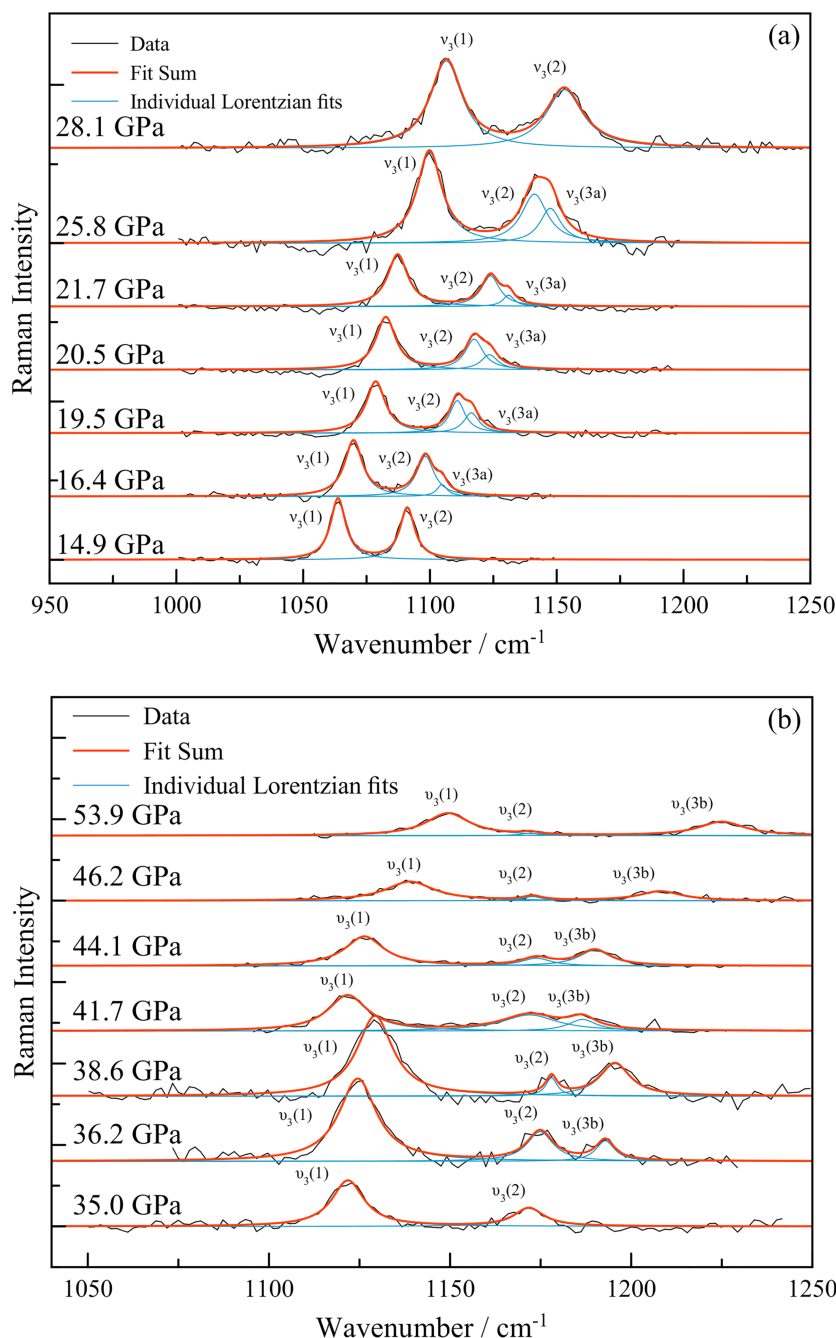 (a)
Data
Fit Sum
Individual Lorentzian fits
ν3(1)
ν3(2)
28.1 GPa
ν3(1)
ν3(2)
ν3(3a)
25.8 GPa
ν3(1)
ν3(2)
ν3(3a)
21.7 GPa
ν3(1)
ν3(2)
ν3(3a)
20.5 GPa
ν3(1)
ν3(2)
ν3(3a)
19.5 GPa
ν3(1)
ν3(2)
ν3(3a)
16.4 GPa
ν3(1)
ν3(2)
14.9 GPa
Raman Intensity
950 1000 1050 1100 1150 1200 1250
Wavenumber / cm-1
(b)
Data
Fit Sum
Individual Lorentzian fits
υ3(1)
υ3(2)
υ3(3b)
53.9 GPa
υ3(1)
υ3(2)
υ3(3b)
46.2 GPa
υ3(1)
υ3(2)
υ3(3b)
44.1 GPa
υ3(1)
υ3(2)
υ3(3b)
41.7 GPa
υ3(1)
υ3(2)
υ3(3b)
38.6 GPa
υ3(1)
υ3(2)
υ3(3b)
36.2 GPa
υ3(1)
υ3(2)
35.0 GPa
Raman Intensity
1050 1100 1150 1200 1250
Wavenumber / cm-1